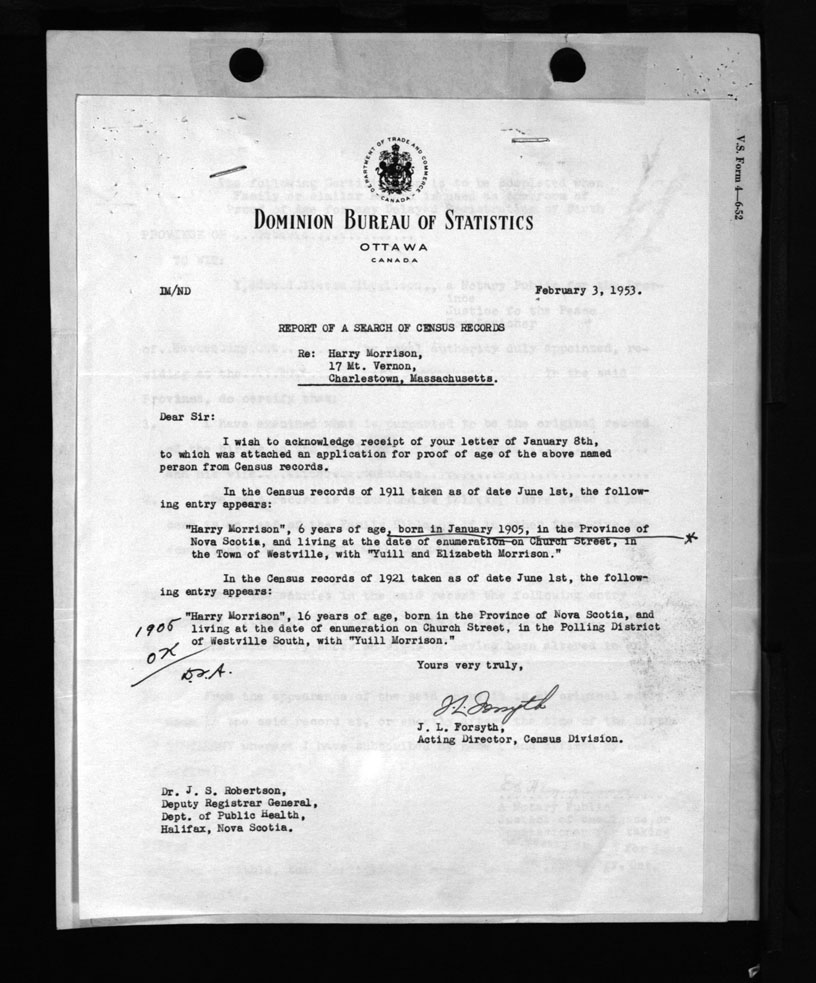 V.S. Form 4—6-52
DEPARTMENT OF TRADE AND COMMERCE
CANADA
DOMINION BUREAU OF STATISTICS
OTTAWA
CANADA
IM/ND
February 3, 1953.
REPORT OF A SEARCH OF CENSUS RECORDS
Re: Harry Morrison,
17 Mt. Vernon,
Charlestown, Massachusetts.
Dear Sir:
I wish to acknowledge receipt of your letter of January 8th,
to which was attached an application for proof of age of the above named
person from Census records.
In the Census records of 1911 taken as of date June 1st, the follow-
ing entry appears:
"Harry Morrison", 6 years of age, born in January 1905, in the Province of
Nova Scotia, and living at the date of enumeration on Church Street, in
the Town of Westville, with "Yuill and Elizabeth Morrison."
In the Census records of 1921 taken as of date June 1st, the follow-
ing entry appears:
"Harry Morrison", 16 years of age, born in the Province of Nova Scotia, and
living at the date of enumeration on Church Street, in the Polling District
of Westville South, with "Yuill Morrison."
1905
OK
Yours very truly,
J. L. Forsyth
J. L. Forsyth,
Acting Director, Census Division.
Dr. J. S. Robertson,
Deputy Registrar General,
Dept. of Public Health,
Halifax, Nova Scotia.